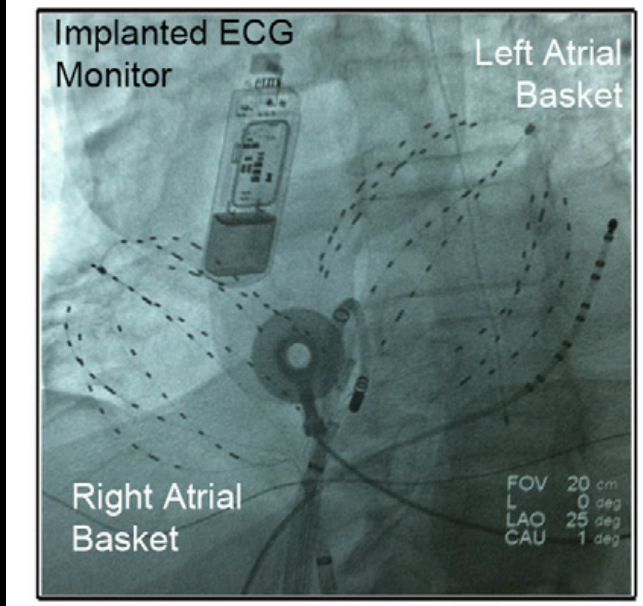 Implanted ECG
Monitor
Left Atrial
Basket
Right Atrial
Basket
FOV 20 cm
L 0 deg
LAO 25 deg
CAU 1 deg